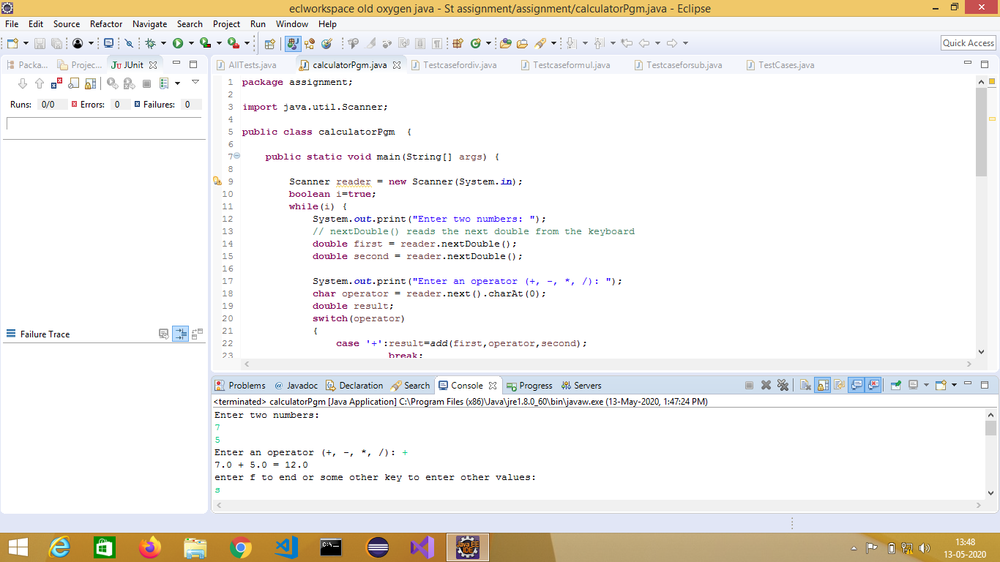 eclworkspace old oxygen java - St assignment/assignment/calculatorPgm.java - Eclipse
File Edit Source Refactor Navigate Search Project Run Window Help
Quick Access
Packa... Projec... JUnit
AllTests.java calculatorPgm.java Testcasefordiv.java Testcaseformul.java Testcaseforsub.java TestCases.java
Runs: 0/0 Errors: 0 Failures: 0
Failure Trace
1 package assignment;
2
3 import java.util.Scanner;
4
5 public class calculatorPgm  {
6
7 public static void main(String[] args) {
8
9 Scanner reader = new Scanner(System.in);
10 boolean i=true;
11 while(i) {
12 System.out.print("Enter two numbers: ");
13 // nextDouble() reads the next double from the keyboard
14 double first = reader.nextDouble();
15 double second = reader.nextDouble();
16
17 System.out.print("Enter an operator (+, -, *, /): ");
18 char operator = reader.next().charAt(0);
19 double result;
20 switch(operator)
21 {
22 case '+':result=add(first,operator,second);
23 break;
Problems Javadoc Declaration Search Console Progress Servers
<terminated> calculatorPgm [Java Application] C:\Program Files (x86)\Java\jre1.8.0_60\bin\javaw.exe (13-May-2020, 1:47:24 PM)
Enter two numbers:
7
5
Enter an operator (+, -, *, /): +
7.0 + 5.0 = 12.0
enter f to end or some other key to enter other values:
s
Java EE
IDE
13:48
13-05-2020